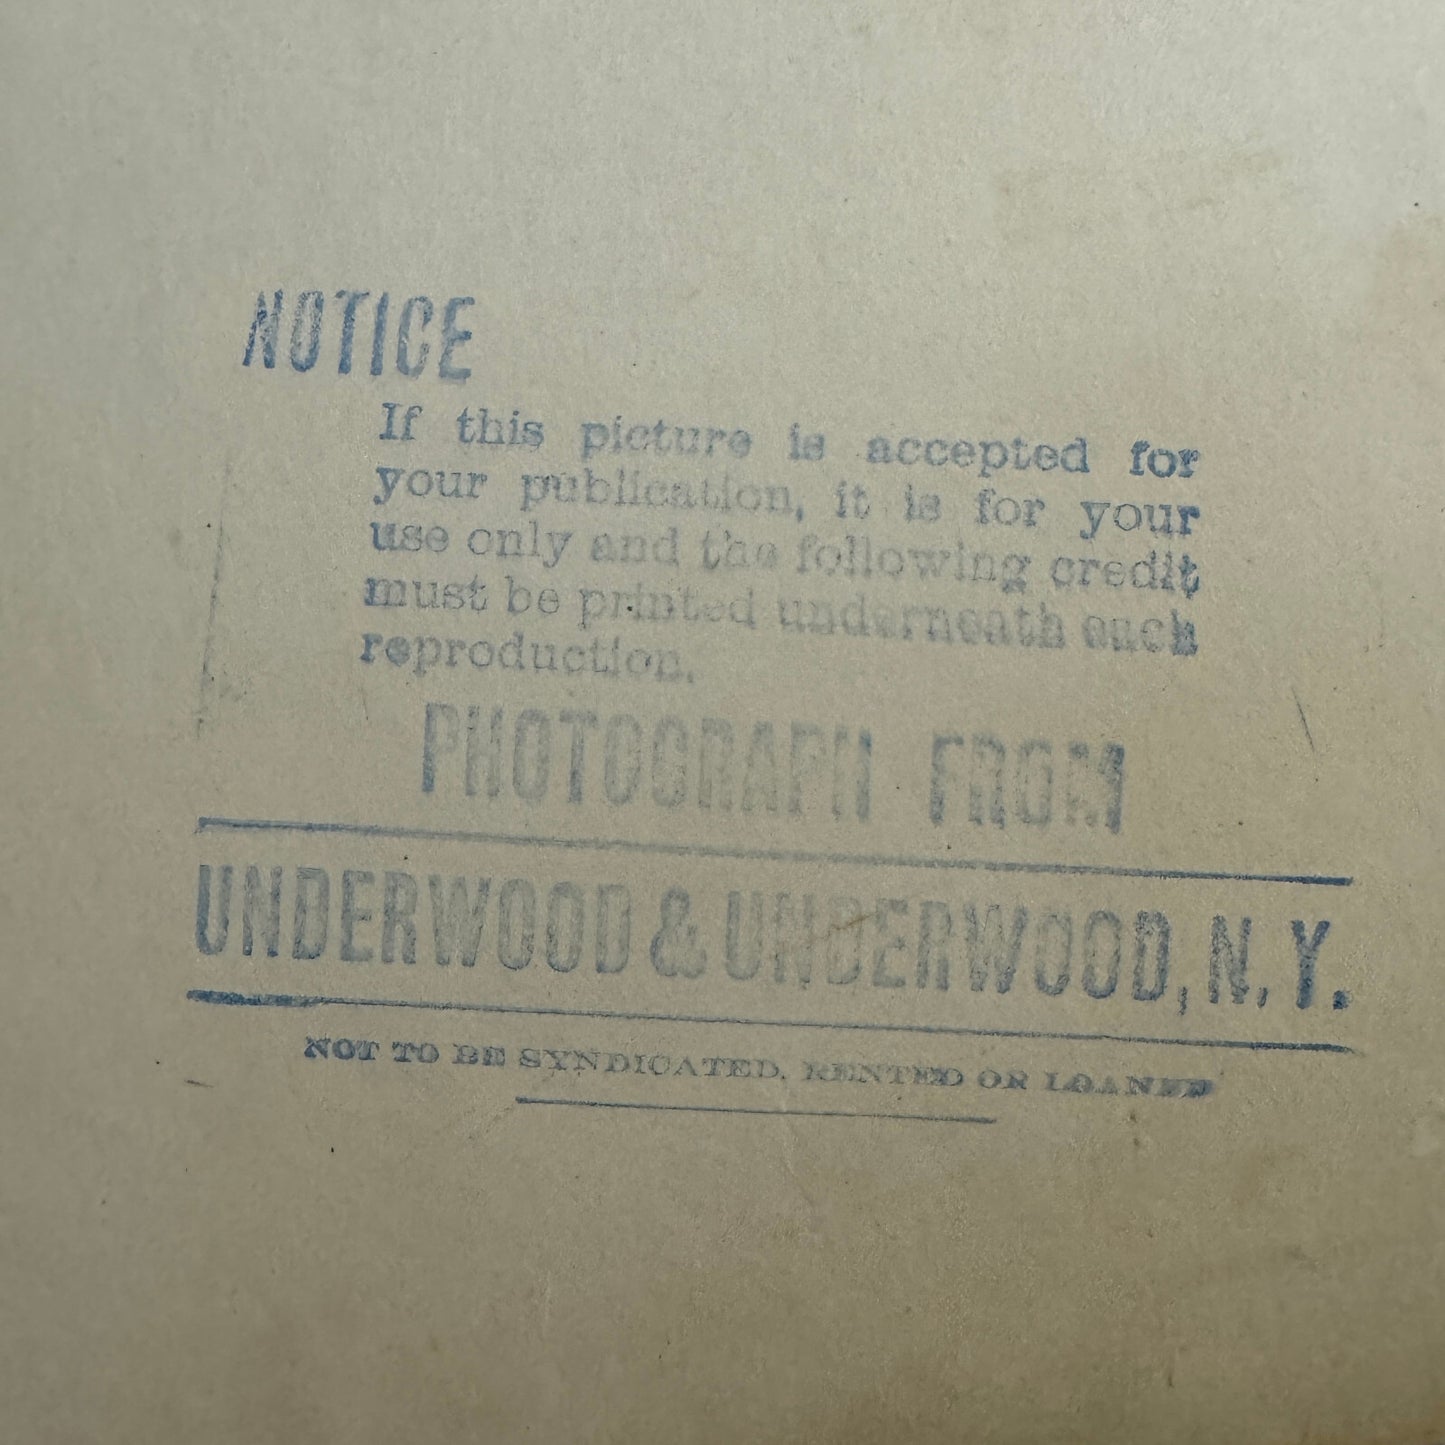 NOTICE
If this picture is accepted for
your publication, it is for your
use only and the following credit
must be printed underneath each
reproduction.
PHOTOGRAPH FROM
UNDERWOOD & UNDERWOOD, N. Y.
NOT TO BE SYNDICATED, RENTED OR LOANED